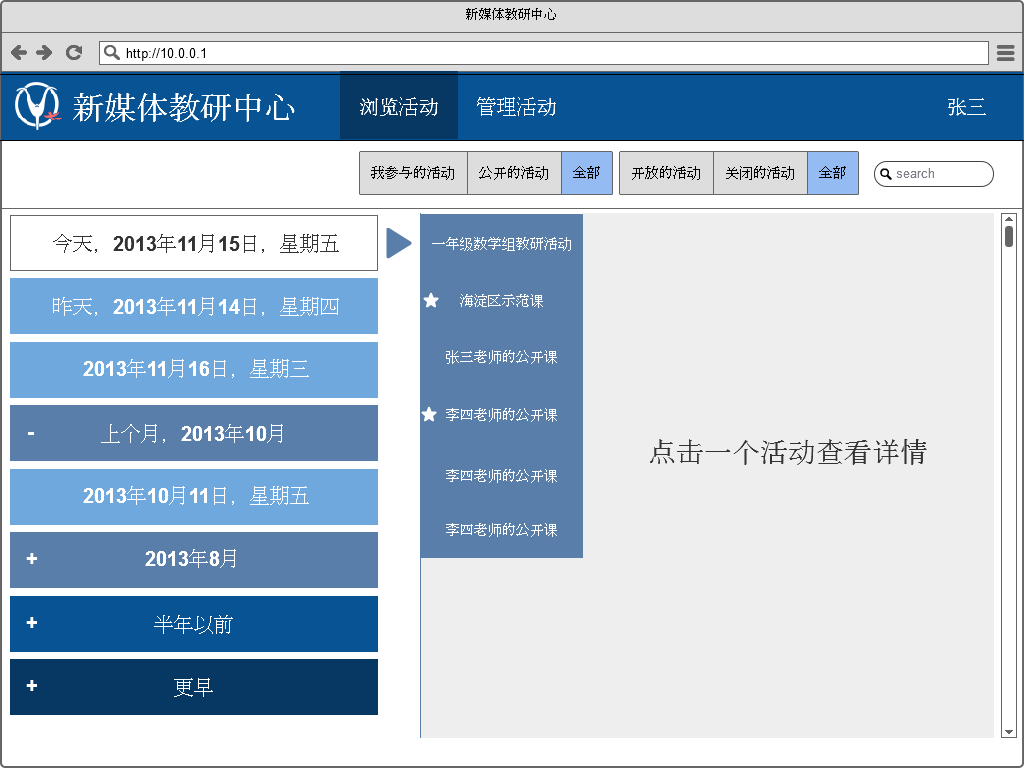 新媒体教研中心
http://10.0.0.1
新媒体教研中心
浏览活动
管理活动
张三
我参与的活动
公开的活动
全部
开放的活动
关闭的活动
全部
search
今天，2013年11月15日，星期五
昨天，2013年11月14日，星期四
2013年11月16日，星期三
- 上个月，2013年10月
2013年10月11日，星期五
+ 2013年8月
+ 半年以前
+ 更早
一年级数学组教研活动
海淀区示范课
张三老师的公开课
李四老师的公开课
李四老师的公开课
李四老师的公开课
点击一个活动查看详情